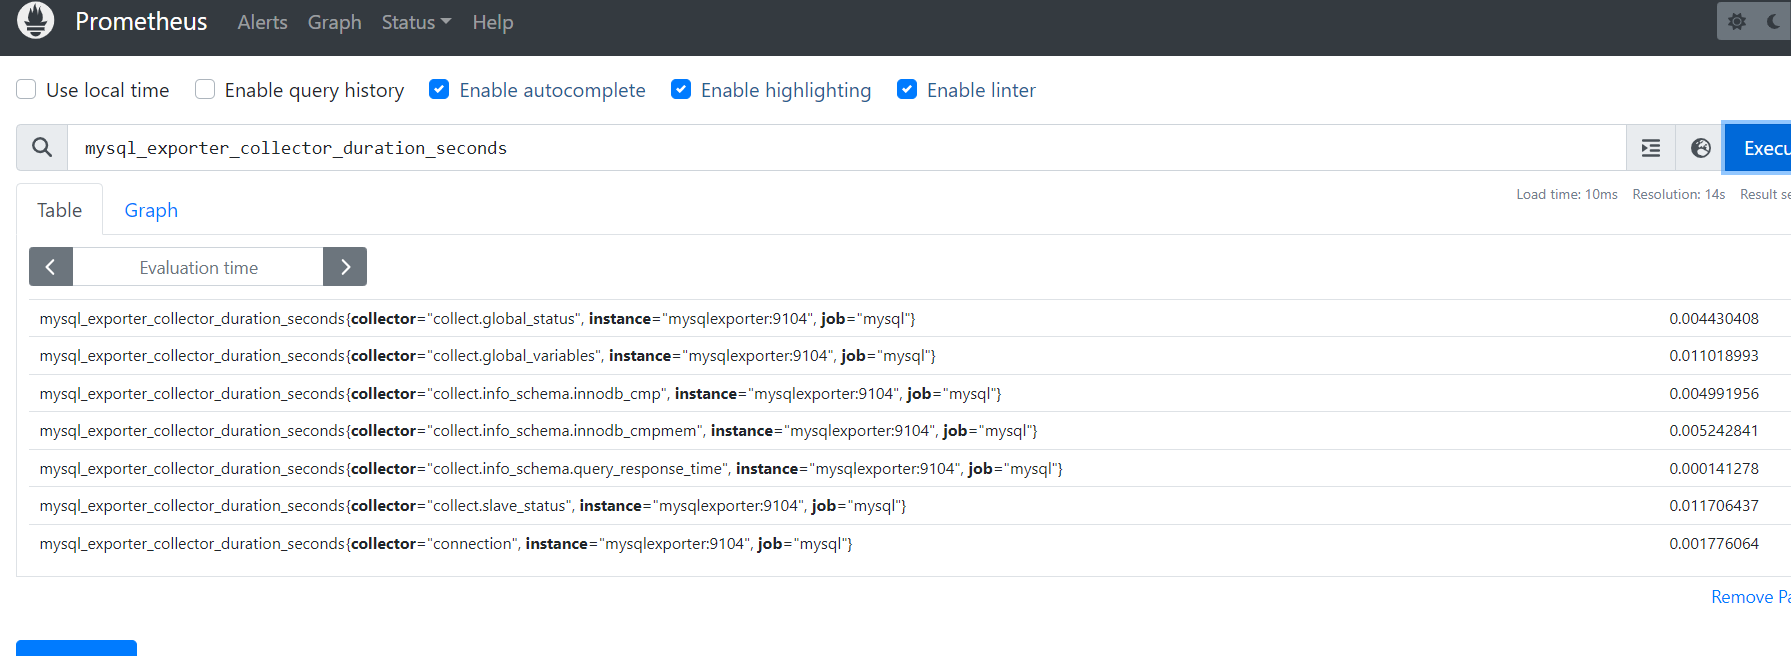 Prometheus Alerts Graph Status Help
Use local time Enable query history Enable autocomplete Enable highlighting Enable linter
mysql_exporter_collector_duration_seconds
Table Graph Load time: 10ms Resolution: 14s Result
Evaluation time
mysql_exporter_collector_duration_seconds{collector="collect.global_status", instance="mysqlexporter:9104", job="mysql"} 0.004430408
mysql_exporter_collector_duration_seconds{collector="collect.global_variables", instance="mysqlexporter:9104", job="mysql"} 0.011018993
mysql_exporter_collector_duration_seconds{collector="collect.info_schema.innodb_cmp", instance="mysqlexporter:9104", job="mysql"} 0.004991956
mysql_exporter_collector_duration_seconds{collector="collect.info_schema.innodb_cmpmem", instance="mysqlexporter:9104", job="mysql"} 0.005242841
mysql_exporter_collector_duration_seconds{collector="collect.info_schema.query_response_time", instance="mysqlexporter:9104", job="mysql"} 0.000141278
mysql_exporter_collector_duration_seconds{collector="collect.slave_status", instance="mysqlexporter:9104", job="mysql"} 0.011706437
mysql_exporter_collector_duration_seconds{collector="connection", instance="mysqlexporter:9104", job="mysql"} 0.001776064
Remove